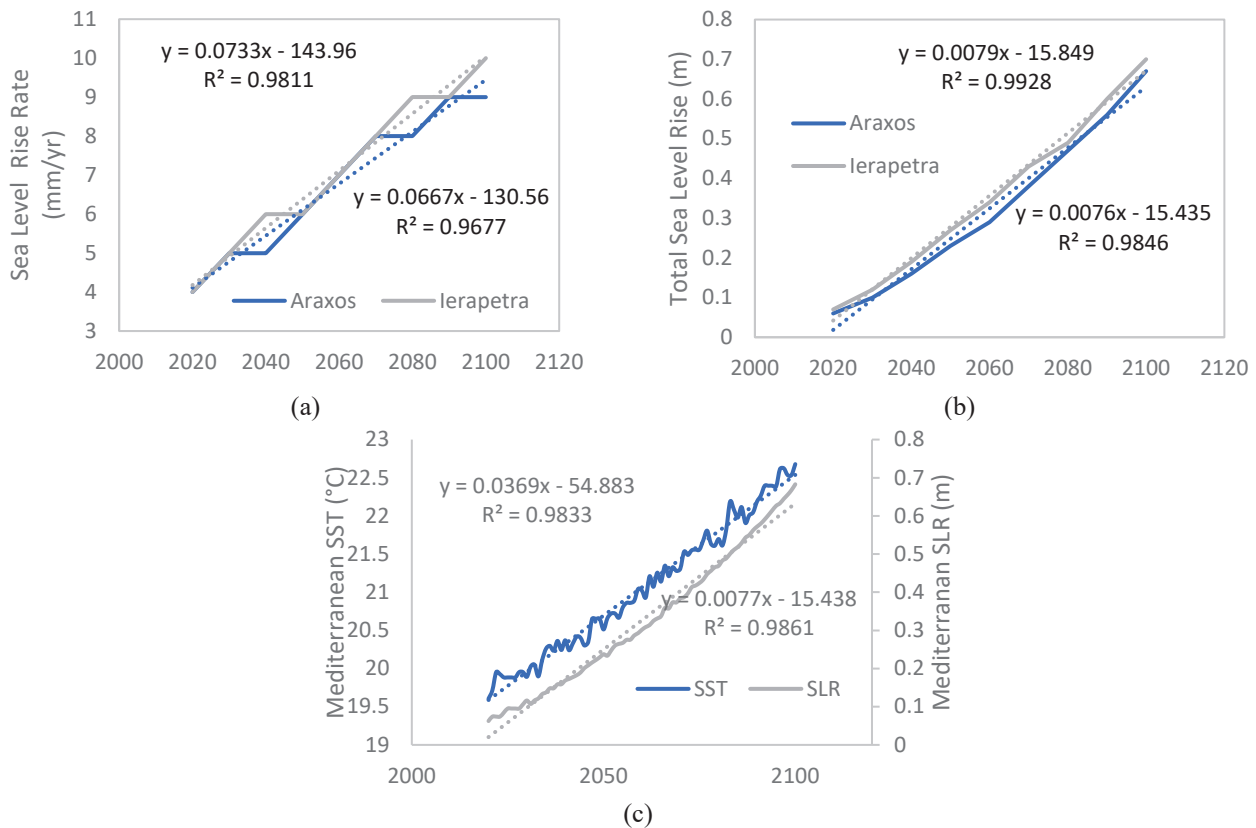 Sea Level Rise Rate
(mm/yr)
11
10
9
8
7
6
5
4
3
y = 0.0733x - 143.96
R² = 0.9811
y = 0.0667x - 130.56
R² = 0.9677
Araxos
Ierapetra
2000
2020
2040
2060
2080
2100
2120
(a)
Total Sea Level Rise (m)
0.8
0.7
0.6
0.5
0.4
0.3
0.2
0.1
0
y = 0.0079x - 15.849
R² = 0.9928
Araxos
Ierapetra
y = 0.0076x - 15.435
R² = 0.9846
2000
2020
2040
2060
2080
2100
2120
(b)
Mediterranean SST (°C)
23
22.5
22
21.5
21
20.5
20
19.5
19
y = 0.0369x - 54.883
R² = 0.9833
y = 0.0077x - 15.438
R² = 0.9861
SST
SLR
0.8
0.7
0.6
0.5
0.4
0.3
0.2
0.1
0
Mediterranan SLR (m)
2000
2050
2100
(c)